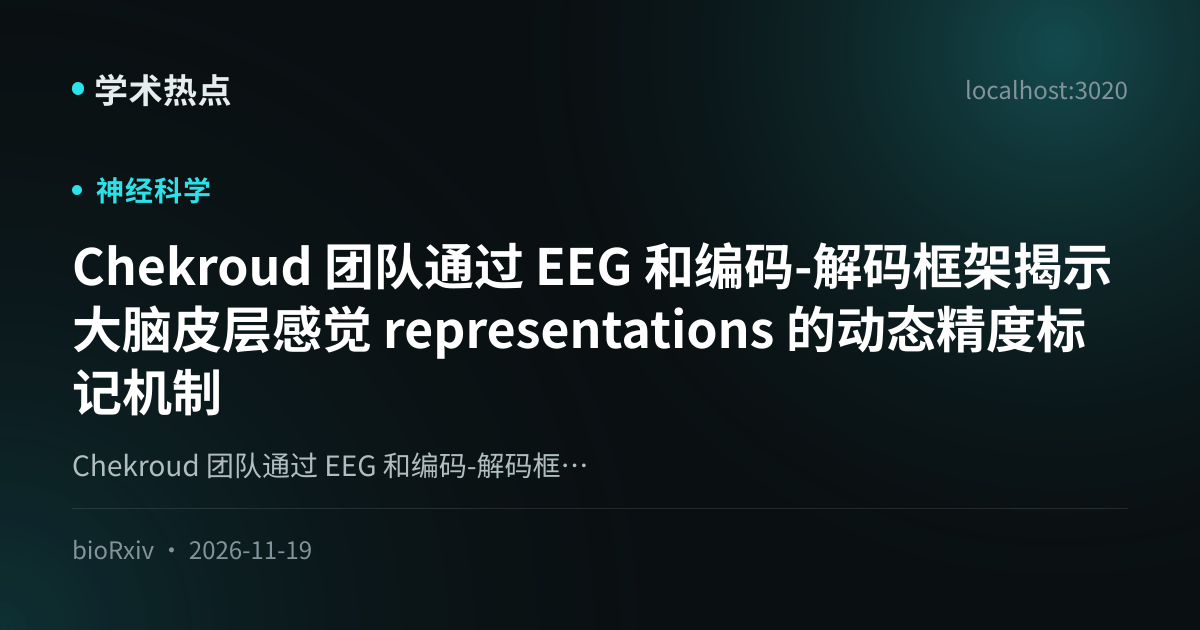 学术热点
localhost:3020
神经科学
Chekroud 团队通过 EEG 和编码-解码框架揭示
大脑皮层感觉 representations 的动态精度标
记机制
Chekroud 团队通过 EEG 和编码-解码框…
bioRxiv · 2026-11-19